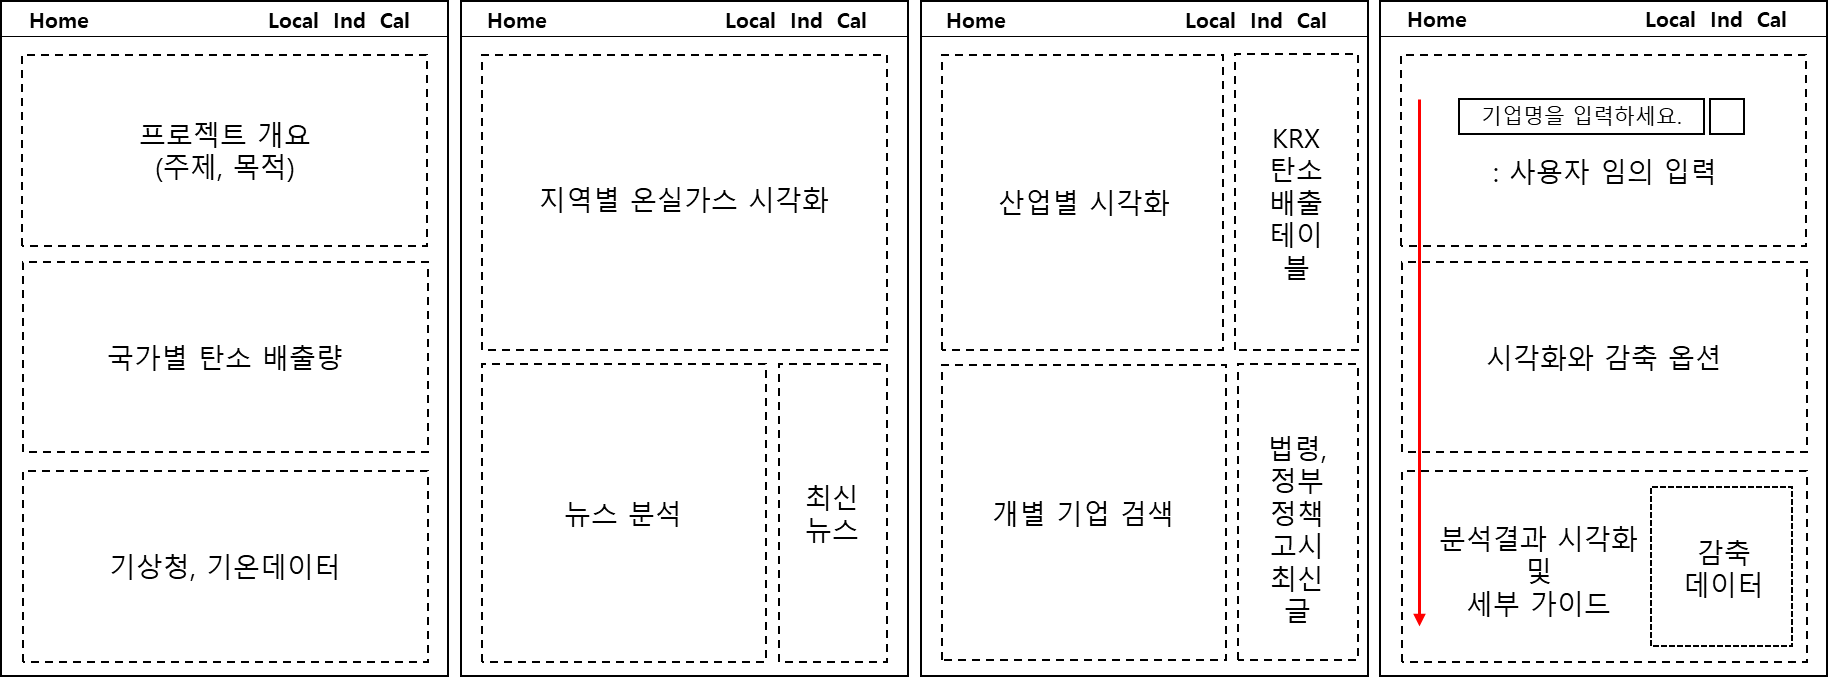 Home Local Ind Cal
프로젝트 개요
(주제, 목적)
국가별 탄소 배출량
기상청, 기온데이터
Home Local Ind Cal
지역별 온실가스 시각화
뉴스 분석
최신
뉴스
Home Local Ind Cal
산업별 시각화
KRX
탄소
배출
테이
블
개별 기업 검색
법령,
정부
정책
고시
최신
글
Home Local Ind Cal
기업명을 입력하세요.
: 사용자 임의 입력
시각화와 감축 옵션
분석결과 시각화
및
세부 가이드
감축
데이터